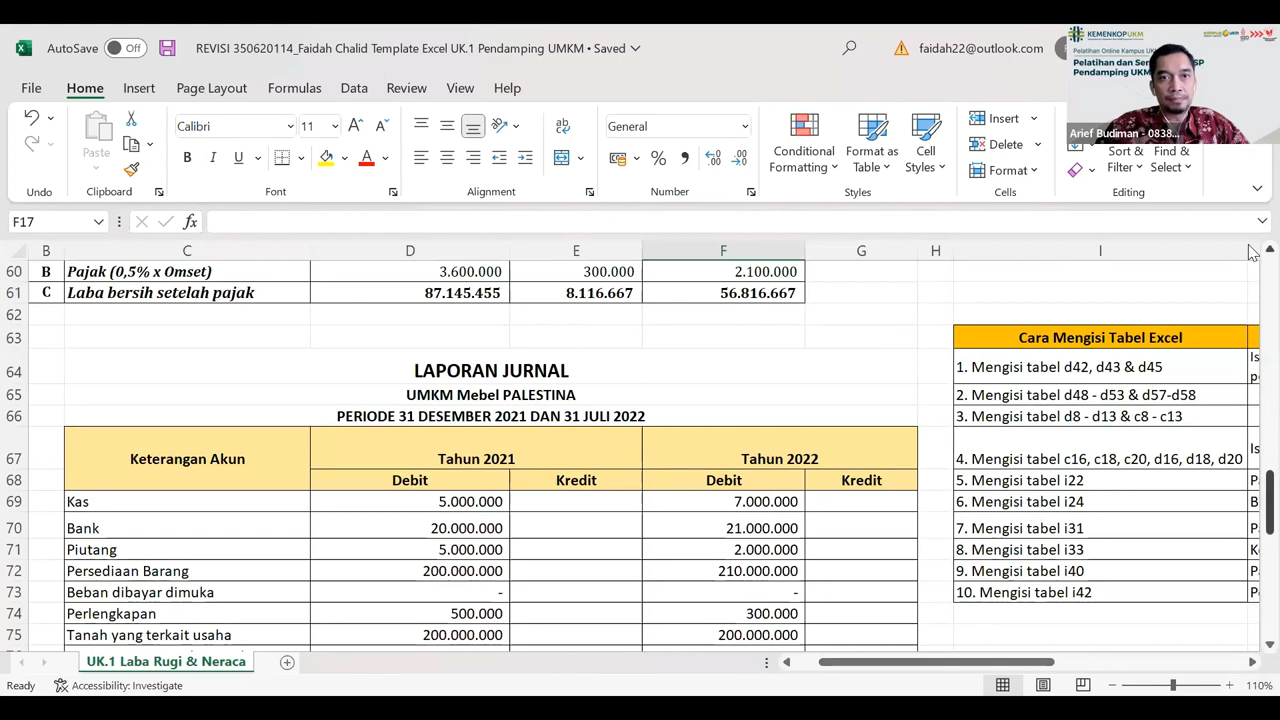 AutoSave Off REVISI 350620114_Faidah Chalid Template Excel UK.1 Pendamping UMKM • Saved faidah22@outlook.com
KEMENKOPUKM
Pelatihan Online Kampus UKM
Pelatihan dan Ser SP
Pendamping UKM
Arief Budiman - 0838...
File Home Insert Page Layout Formulas Data Review View Help
Paste
Calibri 11
B I U A
General
Conditional Formatting
Format as Table
Cell Styles
Insert
Delete
Format
Sort & Filter
Find & Select
Undo Clipboard Font Alignment Number Styles Cells Editing
F17 fx
B C D E F G H I
60 B Pajak (0,5% x Omset) 3.600.000 300.000 2.100.000
61 C Laba bersih setelah pajak 87.145.455 8.116.667 56.816.667
62
63 Cara Mengisi Tabel Excel
64 LAPORAN JURNAL 1. Mengisi tabel d42, d43 & d45
65 UMKM Mebel PALESTINA 2. Mengisi tabel d48 - d53 & d57-d58
66 PERIODE 31 DESEMBER 2021 DAN 31 JULI 2022 3. Mengisi tabel d8 - d13 & c8 - c13
67 Keterangan Akun Tahun 2021 Tahun 2022 4. Mengisi tabel c16, c18, c20, d16, d18, d20
68 Debit Kredit Debit Kredit 5. Mengisi tabel i22
69 Kas 5.000.000 7.000.000 6. Mengisi tabel i24
70 Bank 20.000.000 21.000.000 7. Mengisi tabel i31
71 Piutang 5.000.000 2.000.000 8. Mengisi tabel i33
72 Persediaan Barang 200.000.000 210.000.000 9. Mengisi tabel i40
73 Beban dibayar dimuka - - 10. Mengisi tabel i42
74 Perlengkapan 500.000 300.000
75 Tanah yang terkait usaha 200.000.000 200.000.000
UK.1 Laba Rugi & Neraca
Ready Accessibility: Investigate 110%